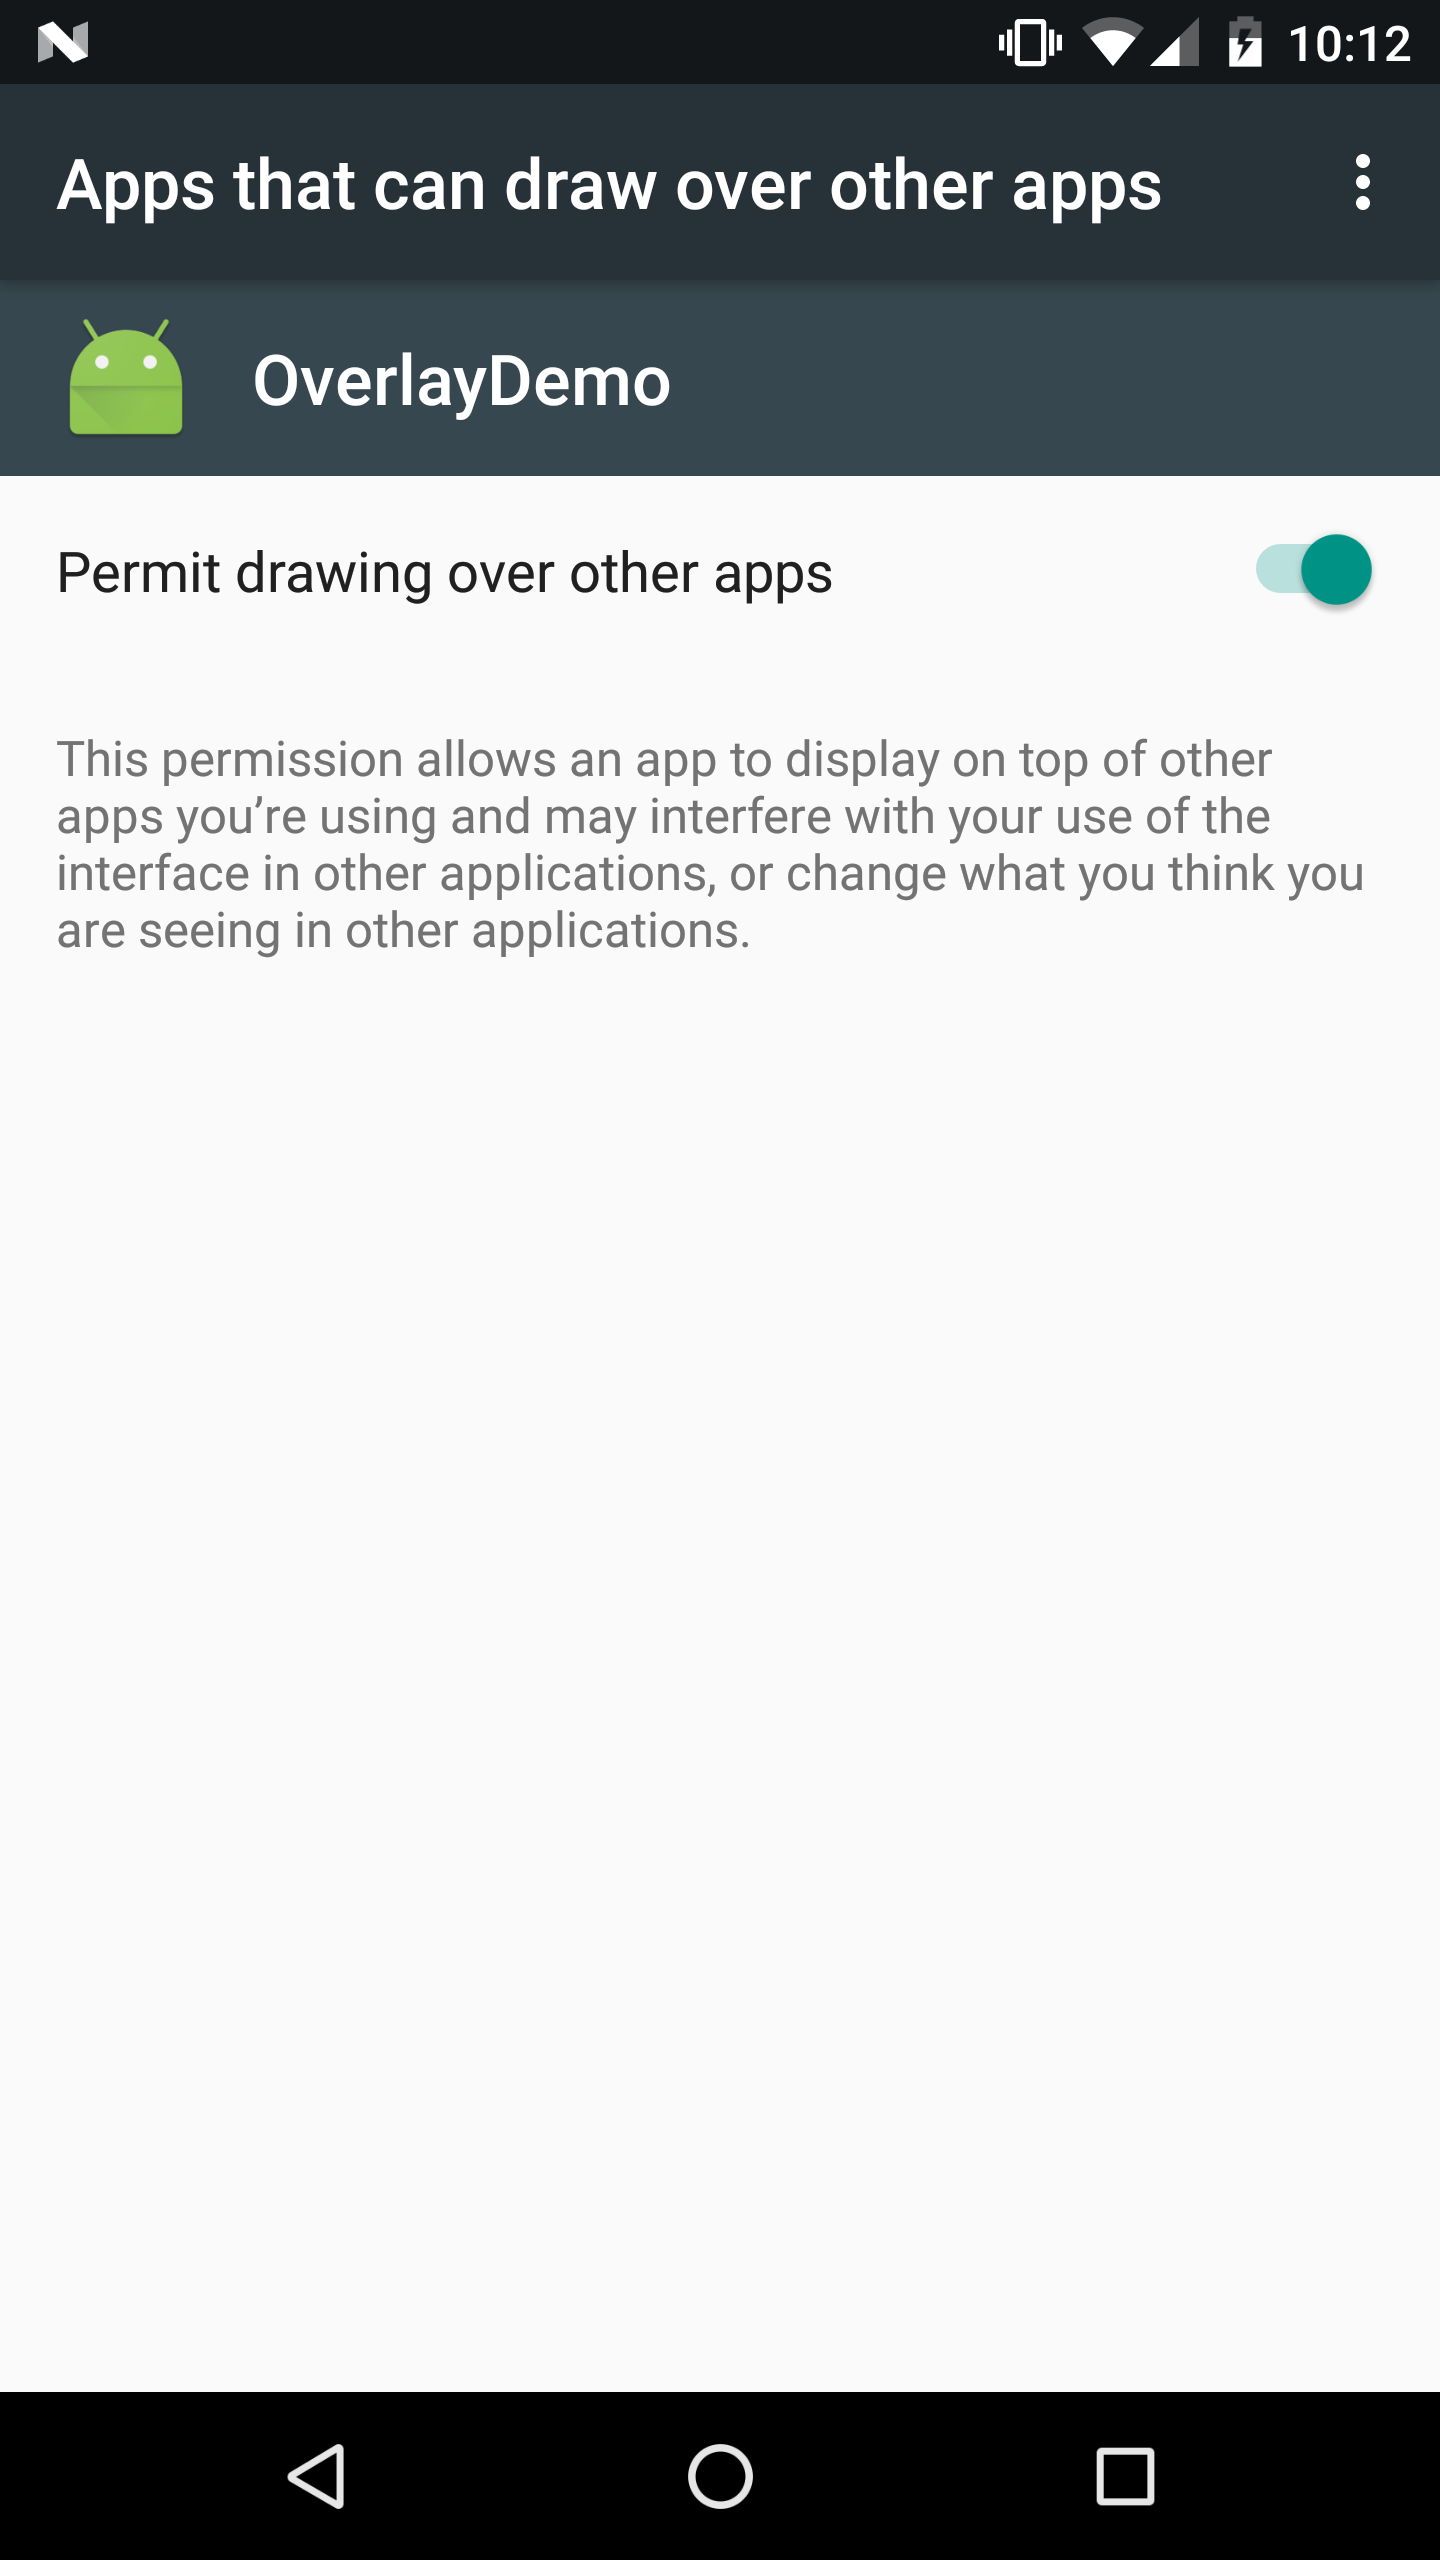 10:12
Apps that can draw over other apps
OverlayDemo
Permit drawing over other apps
This permission allows an app to display on top of other
apps you’re using and may interfere with your use of the
interface in other applications, or change what you think you
are seeing in other applications.